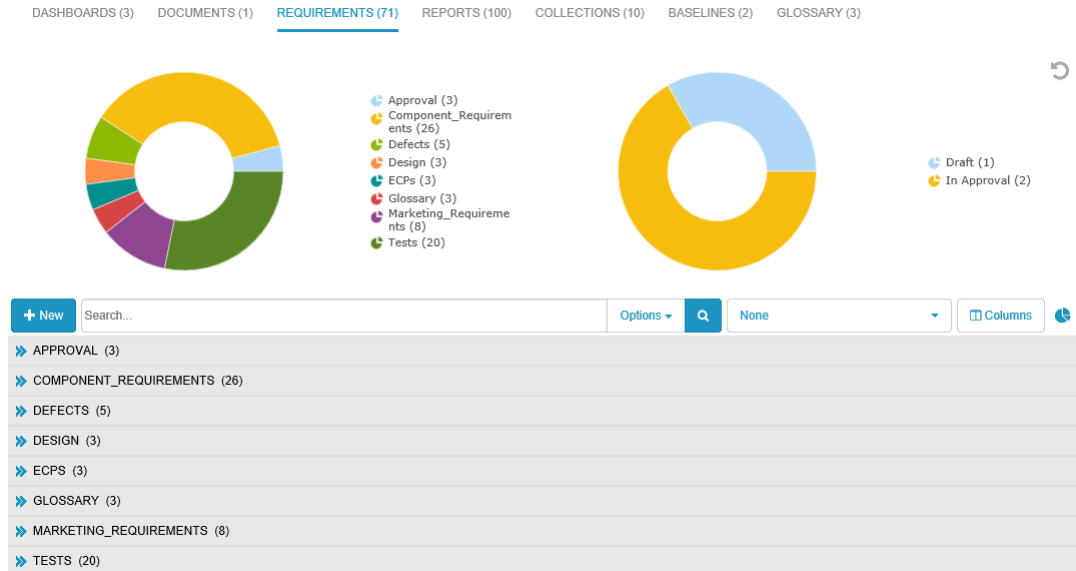 DASHBOARDS (3) DOCUMENTS (1) REQUIREMENTS (71) REPORTS (100) COLLECTIONS (10) BASELINES (2) GLOSSARY (3)
Approval (3)
Component_Requirem
ents (26)
Defects (5)
Design (3)
ECPs (3)
Glossary (3)
Marketing_Requireme
nts (8)
Tests (20)
Draft (1)
In Approval (2)
New Search... Options None Columns
APPROVAL (3)
COMPONENT_REQUIREMENTS (26)
DEFECTS (5)
DESIGN (3)
ECPS (3)
GLOSSARY (3)
MARKETING_REQUIREMENTS (8)
TESTS (20)